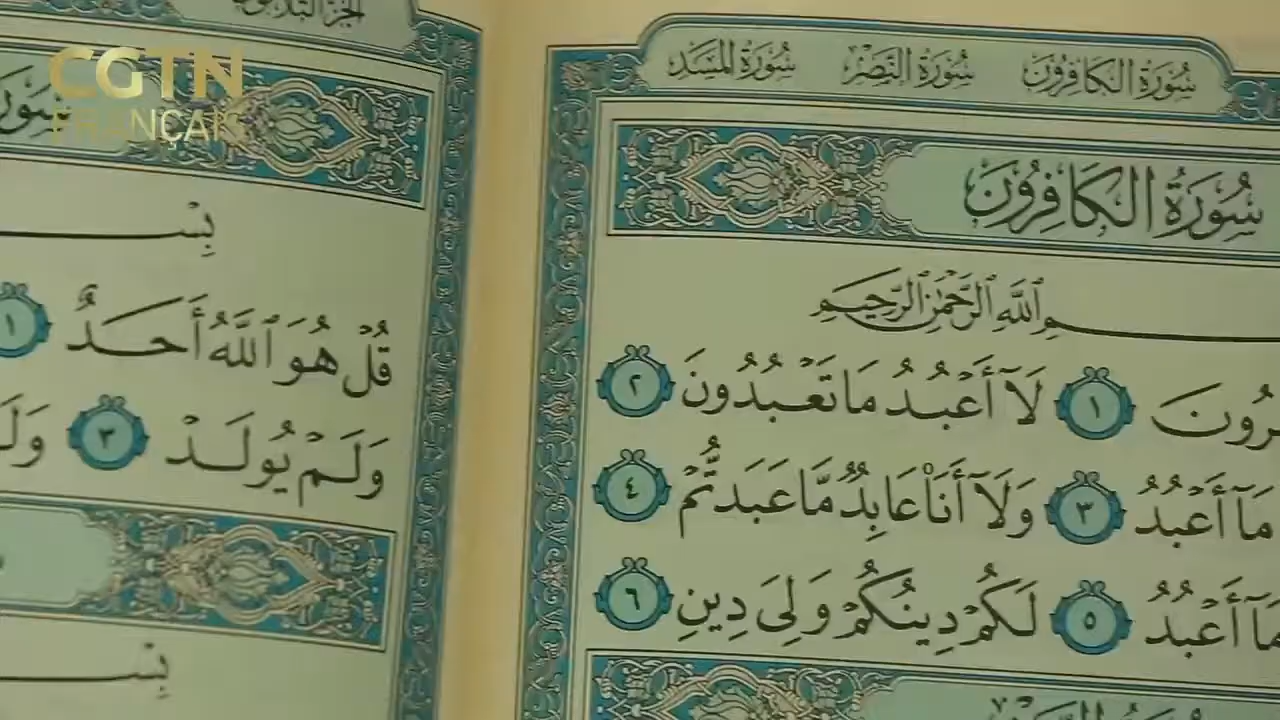 CGTN
FRANÇAIS
سُورَةُ الكَافِرُونَ سُورَةُ النَّصْرِ سُورَةُ المَسَدِ
سُورَةُ الكَافِرُونَ
ٱللَّهِ ٱلرَّحْمَٰنِ ٱلرَّحِيمِ
١ لَآ أَعْبُدُ مَا تَعْبُدُونَ ٢
مَآ أَعْبُدُ ٣ وَلَآ أَنَا۠ عَابِدٌ مَّا عَبَدتُّمْ ٤
مَآ أَعْبُدُ ٥ لَكُمْ دِينُكُمْ وَلِىَ دِينِ ٦
بِسْ
قُلْ هُوَ ٱللَّهُ أَحَدٌ ١
وَلَمْ يُولَدْ ٣
بِسْ